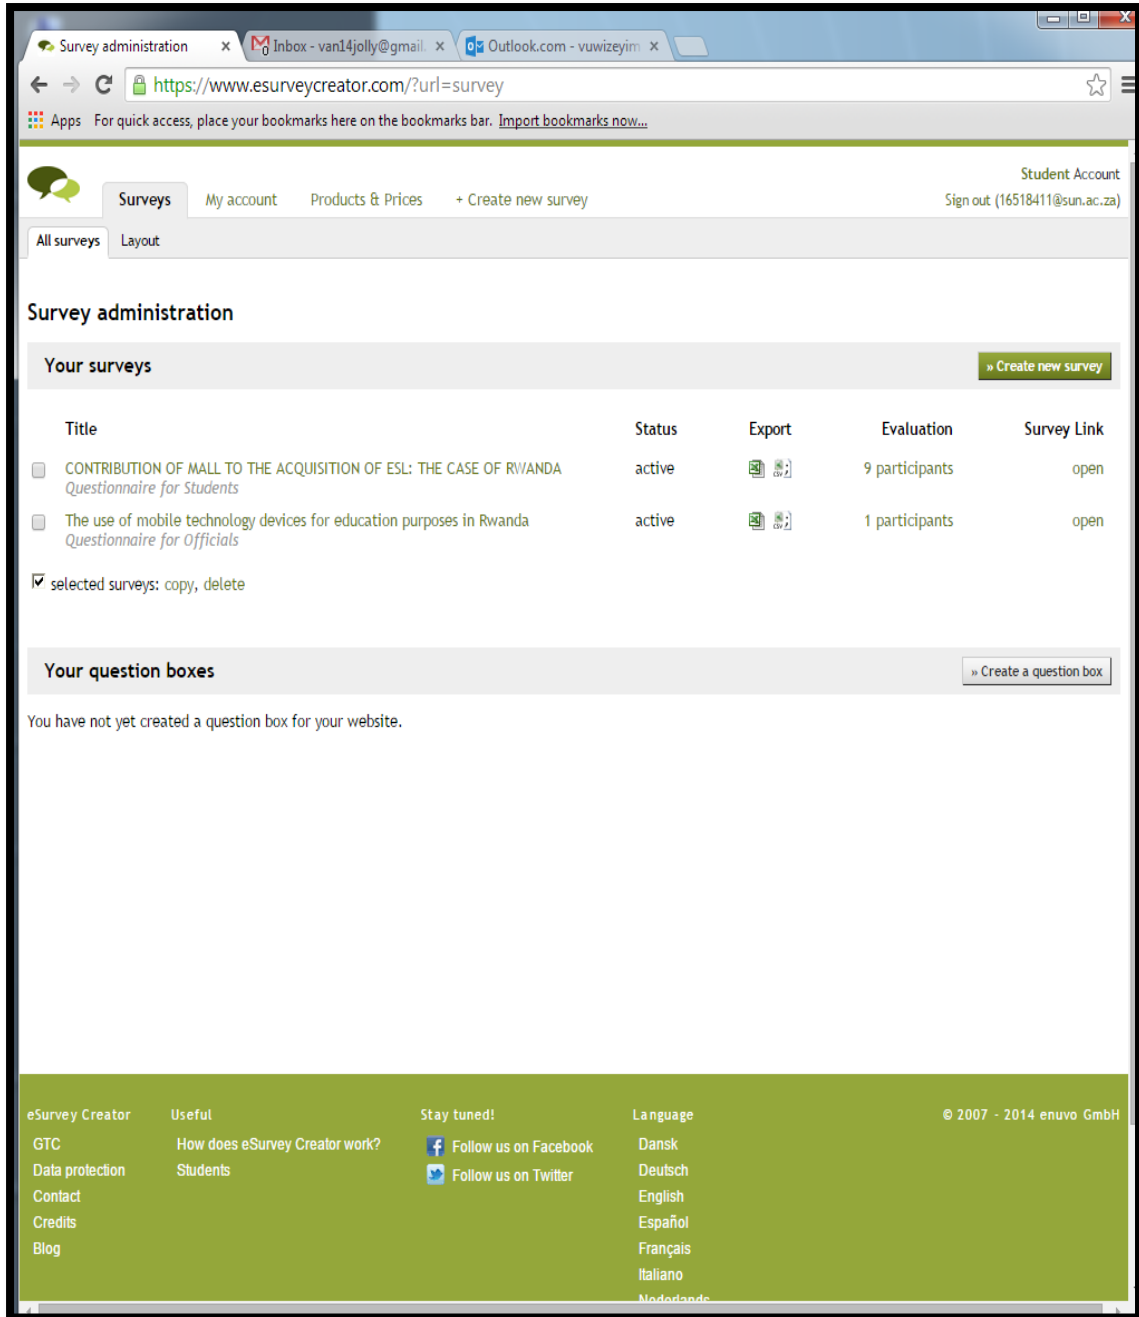 Survey administration
Inbox - van14jolly@gmail.
Outlook.com - vuwizeyim
https://www.esurveycreator.com/?url=survey
Apps For quick access, place your bookmarks here on the bookmarks bar. Import bookmarks now...
Student Account
Surveys My account Products & Prices + Create new survey Sign out (16518411@sun.ac.za)
All surveys Layout
Survey administration
Your surveys » Create new survey
Title Status Export Evaluation Survey Link
CONTRIBUTION OF MALL TO THE ACQUISITION OF ESL: THE CASE OF RWANDA active 9 participants open
Questionnaire for Students
The use of mobile technology devices for education purposes in Rwanda active 1 participants open
Questionnaire for Officials
selected surveys: copy, delete
Your question boxes » Create a question box
You have not yet created a question box for your website.
eSurvey Creator Useful Stay tuned! Language © 2007 - 2014 enuvo GmbH
GTC How does eSurvey Creator work? Follow us on Facebook Dansk
Data protection Students Follow us on Twitter Deutsch
Contact English
Credits Español
Blog Français
Italiano
Nederlands